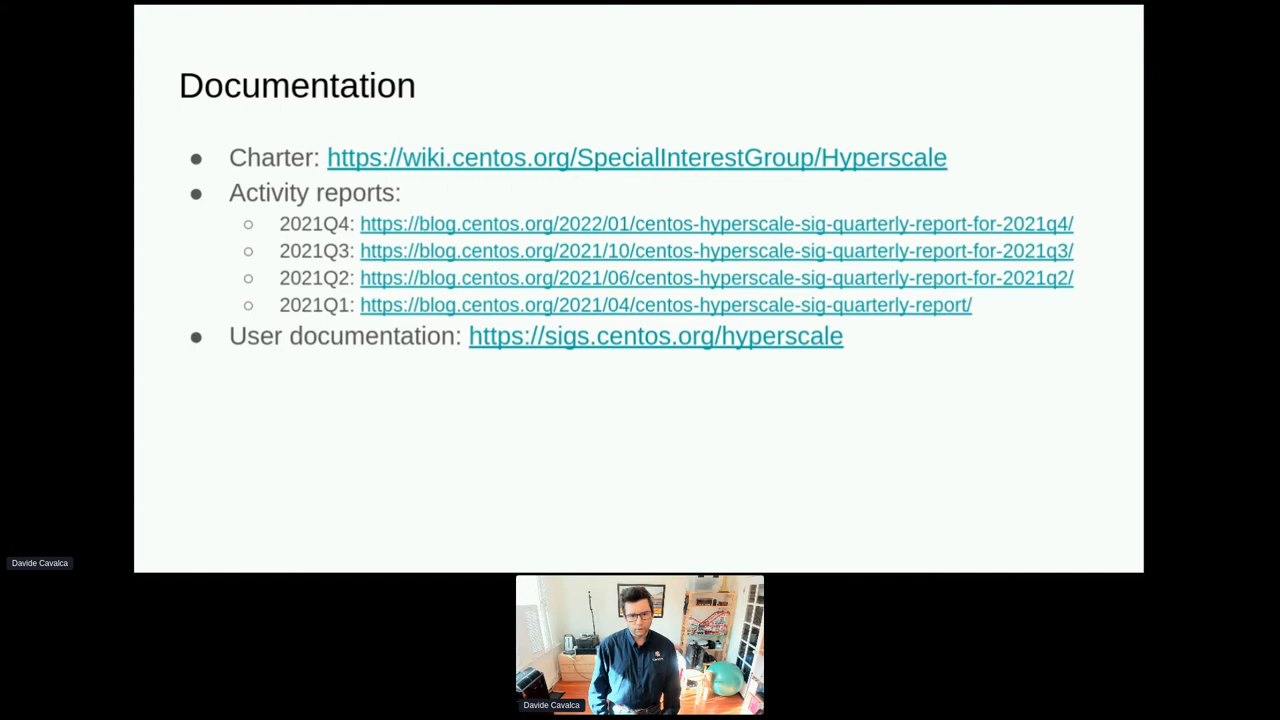 Documentation
● Charter: https://wiki.centos.org/SpecialInterestGroup/Hyperscale
● Activity reports:
○ 2021Q4: https://blog.centos.org/2022/01/centos-hyperscale-sig-quarterly-report-for-2021q4/
○ 2021Q3: https://blog.centos.org/2021/10/centos-hyperscale-sig-quarterly-report-for-2021q3/
○ 2021Q2: https://blog.centos.org/2021/06/centos-hyperscale-sig-quarterly-report-for-2021q2/
○ 2021Q1: https://blog.centos.org/2021/04/centos-hyperscale-sig-quarterly-report/
● User documentation: https://sigs.centos.org/hyperscale
Davide Cavalca
Davide Cavalca